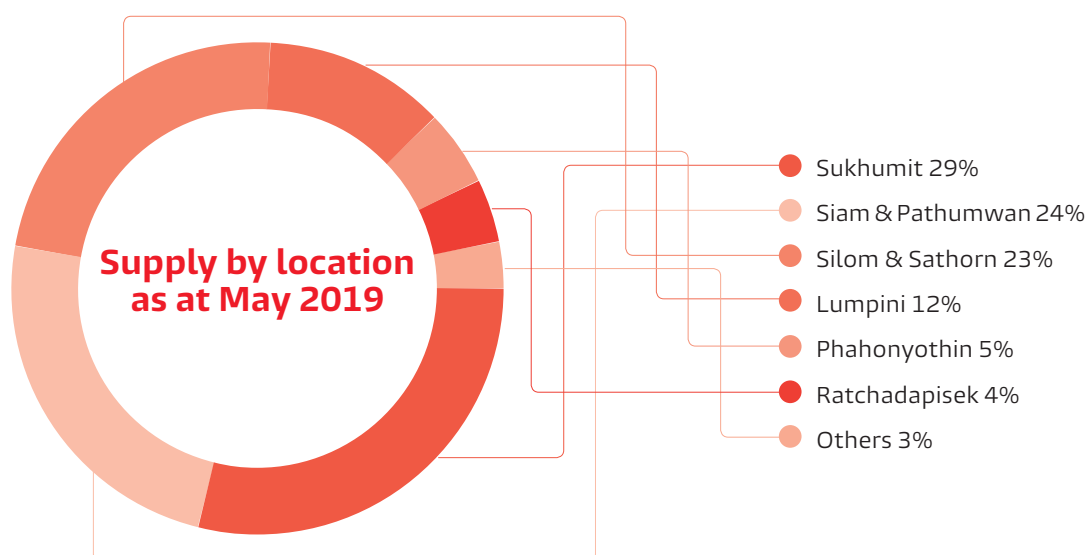 Supply by location
as at May 2019
Sukhumit 29%
Siam & Pathumwan 24%
Silom & Sathorn 23%
Lumpini 12%
Phahonyothin 5%
Ratchadapisek 4%
Others 3%